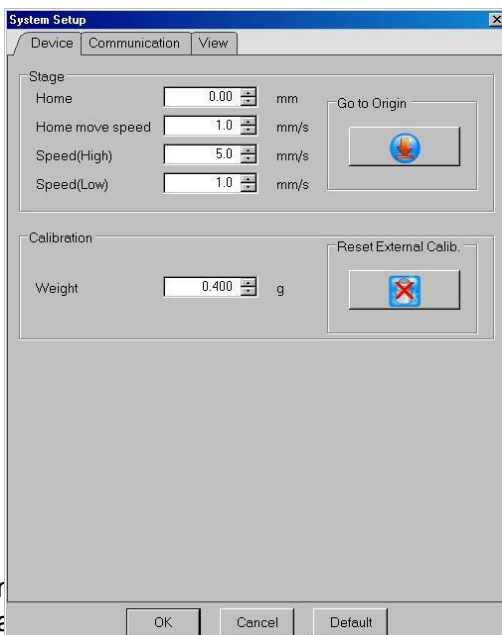 System Setup
Device Communication View
Stage
Home 0.00 mm
Home move speed 1.0 mm/s
Speed(High) 5.0 mm/s
Speed(Low) 1.0 mm/s
Go to Origin
Calibration
Weight 0.400 g
Reset External Calib.
OK Cancel Default